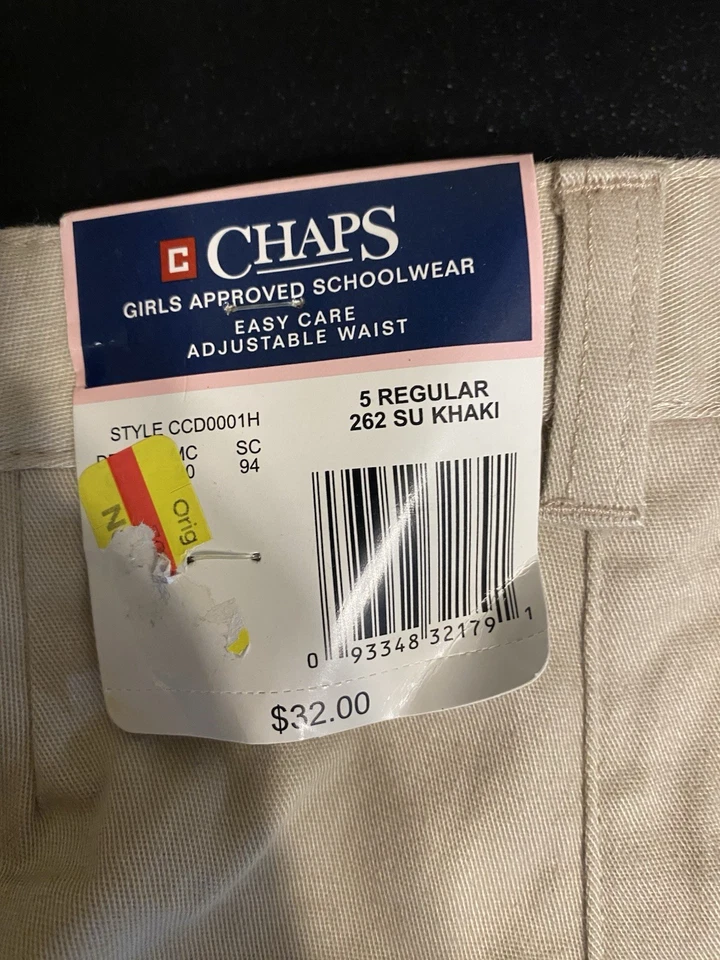 C CHAPS
GIRLS APPROVED SCHOOLWEAR
EASY CARE
ADJUSTABLE WAIST
5 REGULAR
262 SU KHAKI
STYLE CCD0001H
SC
94
Orig
0 93348 32179 1
$32.00